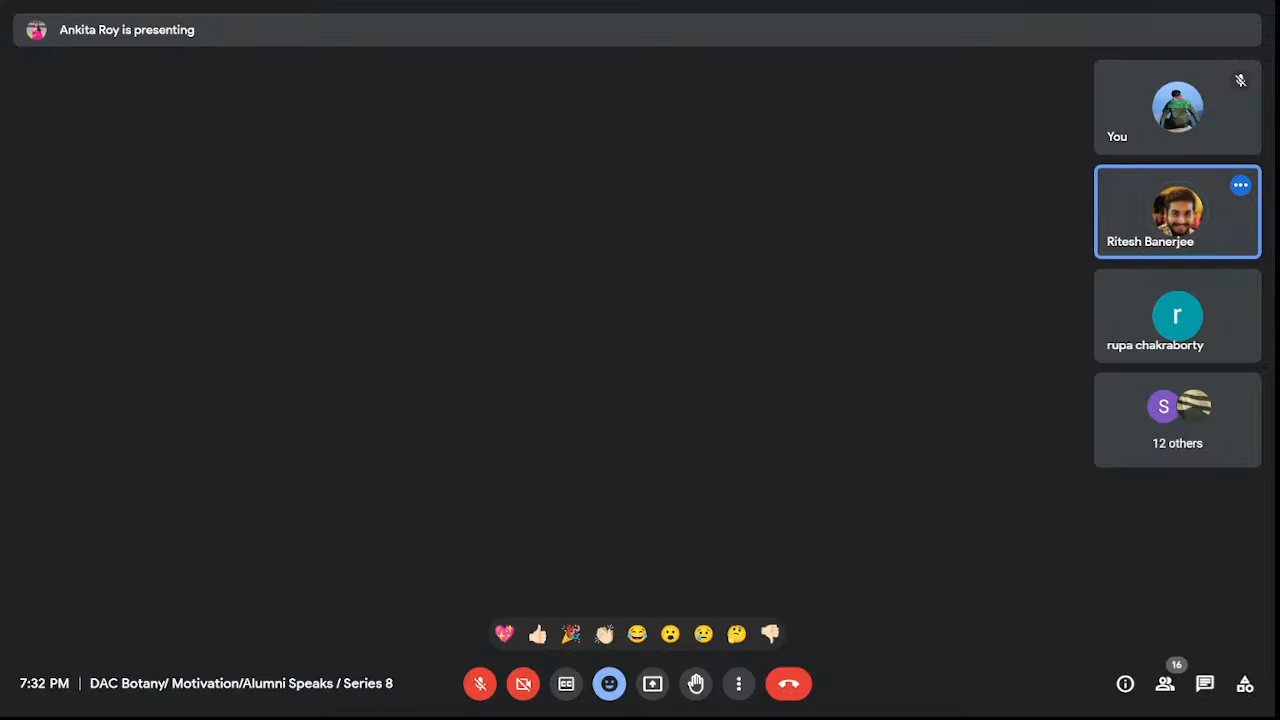 Ankita Roy is presenting
You
Ritesh Banerjee
r
rupa chakraborty
S
12 others
16
7:32 PM | DAC Botany/ Motivation/Alumni Speaks / Series 8